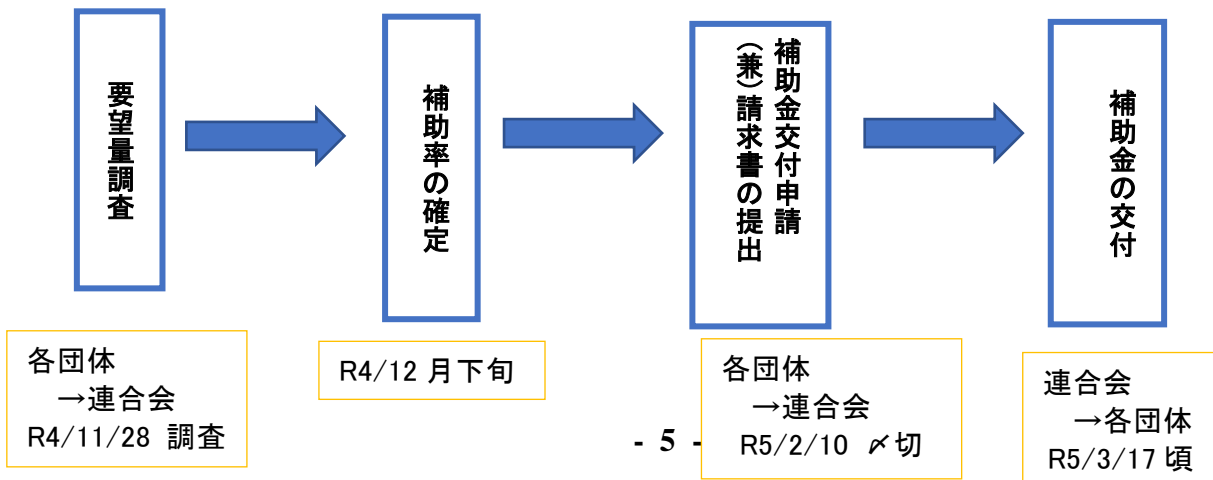 要望量調査
補助率の確定
補助金交付申請
（兼）請求書の提出
補助金の交付
各団体
→連合会
R4/11/28 調査
R4/12 月下旬
各団体
→連合会
R5/2/10 〆切
連合会
→各団体
R5/3/17 頃
- 5 -